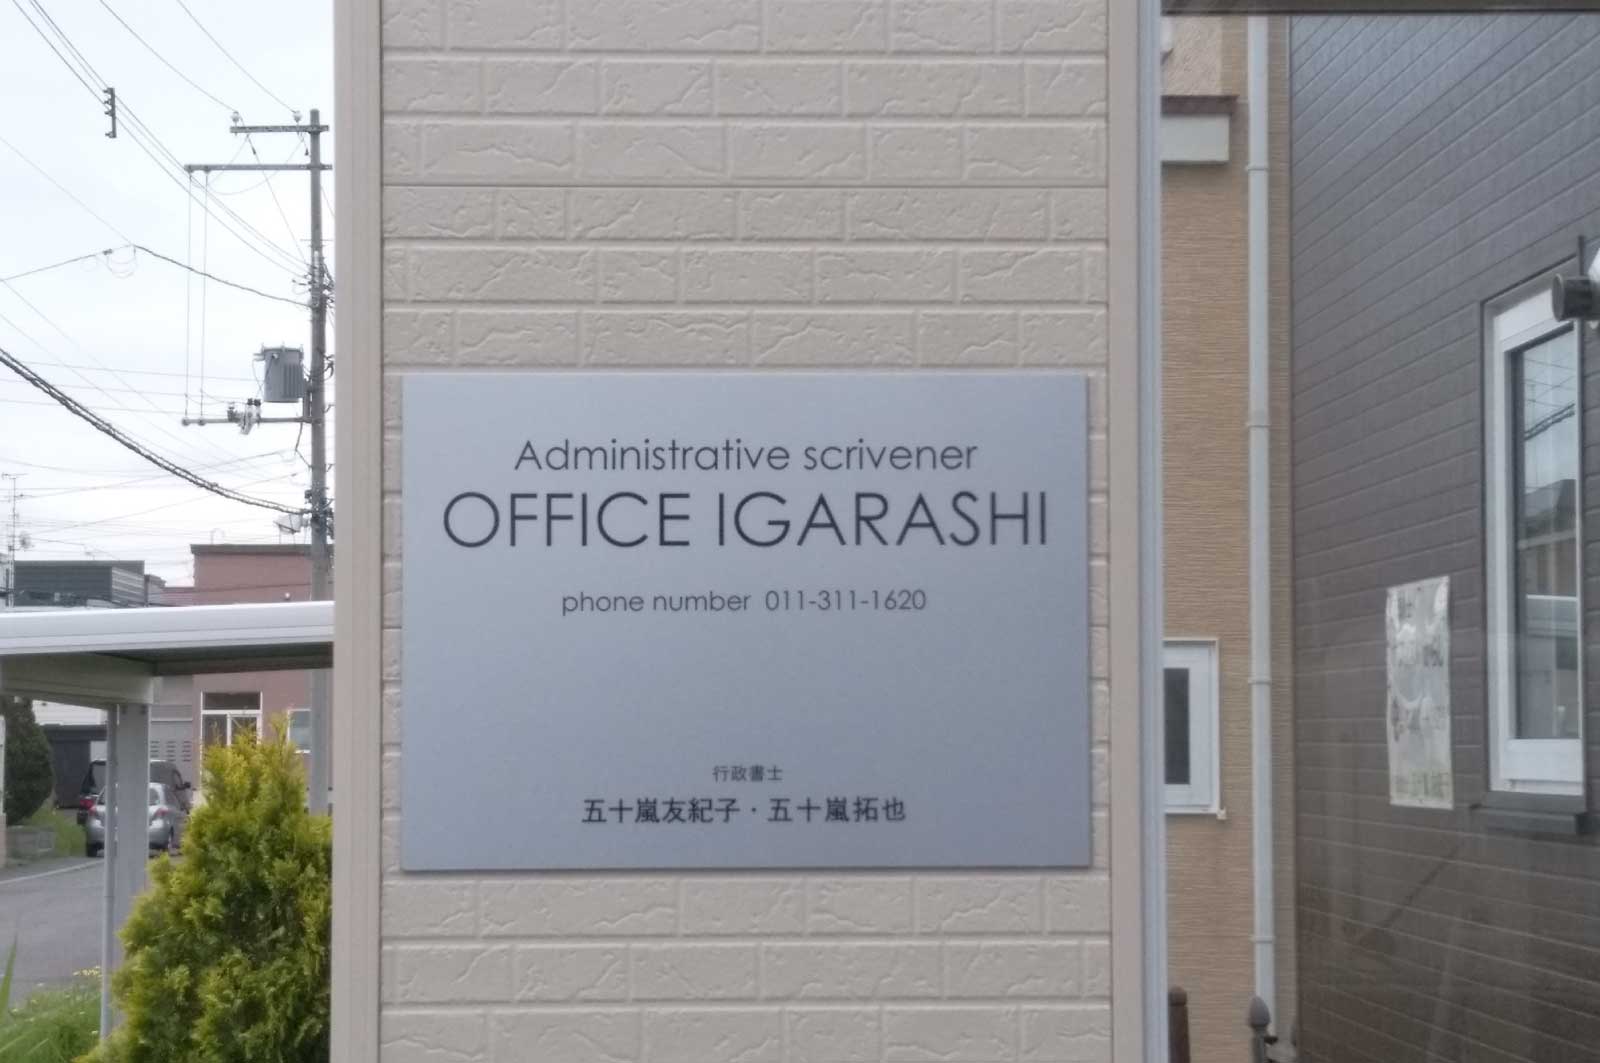 Administrative scrivener
OFFICE IGARASHI
phone number 011-311-1620
行政書士
五十嵐友紀子・五十嵐拓也